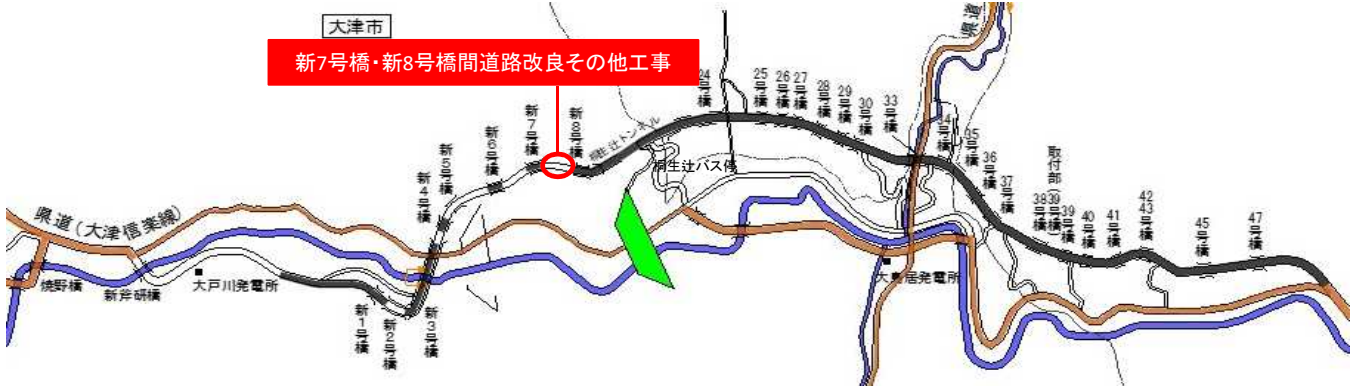 大津市
新7号橋・新8号橋間道路改良その他工事
県道
24号橋
25号橋
26号橋
27号橋
28号橋
29号橋
30号橋
33号橋
34号橋
35号橋
36号橋
37号橋
取付部(39号橋)
38号橋
39号橋
40号橋
41号橋
42号橋
43号橋
45号橋
47号橋
新8号橋
新7号橋
新6号橋
新5号橋
新4号橋
桐生辻トンネル
桐生辻バス停
県道(大津信楽線)
焼野橋
新斧研橋
大戸川発電所
大鳥居発電所
新1号橋
新2号橋
新3号橋